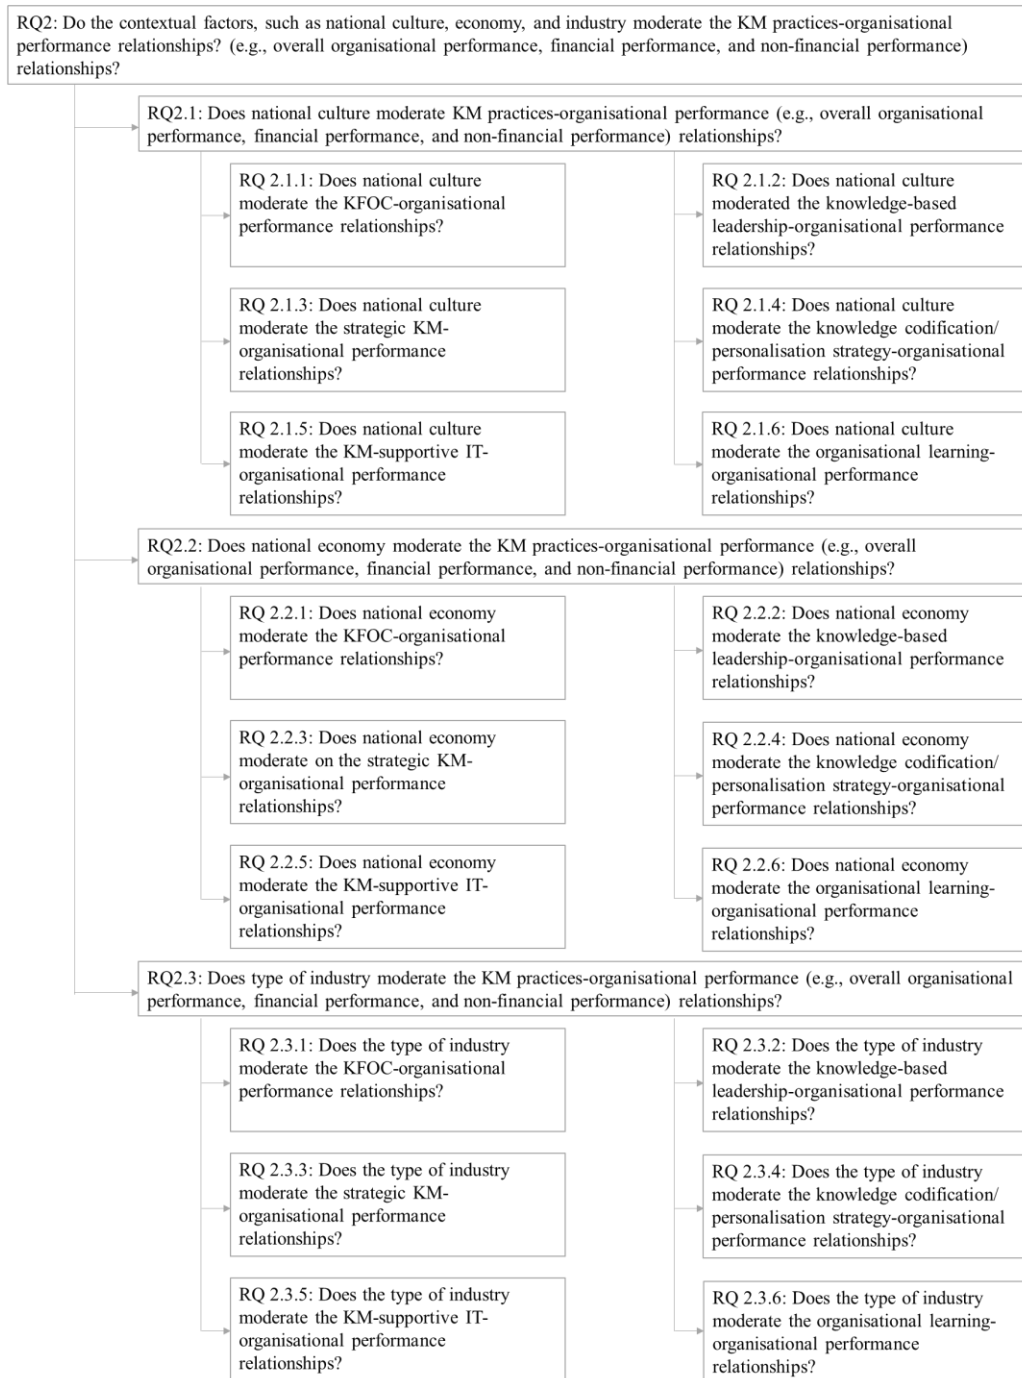 RQ2: Do the contextual factors, such as national culture, economy, and industry moderate the KM practices-organisational
performance relationships? (e.g., overall organisational performance, financial performance, and non-financial performance)
relationships?
RQ2.1: Does national culture moderate KM practices-organisational performance (e.g., overall organisational
performance, financial performance, and non-financial performance) relationships?
RQ 2.1.1: Does national culture
moderate the KFOC-organisational
performance relationships?
RQ 2.1.2: Does national culture
moderated the knowledge-based
leadership-organisational performance
relationships?
RQ 2.1.3: Does national culture
moderate the strategic KM-
organisational performance
relationships?
RQ 2.1.4: Does national culture
moderate the knowledge codification/
personalisation strategy-organisational
performance relationships?
RQ 2.1.5: Does national culture
moderate the KM-supportive IT-
organisational performance
relationships?
RQ 2.1.6: Does national culture
moderate the organisational learning-
organisational performance
relationships?
RQ2.2: Does national economy moderate the KM practices-organisational performance (e.g., overall
organisational performance, financial performance, and non-financial performance) relationships?
RQ 2.2.1: Does national economy
moderate the KFOC-organisational
performance relationships?
RQ 2.2.2: Does national economy
moderate the knowledge-based
leadership-organisational performance
relationships?
RQ 2.2.3: Does national economy
moderate on the strategic KM-
organisational performance
relationships?
RQ 2.2.4: Does national economy
moderate the knowledge codification/
personalisation strategy-organisational
performance relationships?
RQ 2.2.5: Does national economy
moderate the KM-supportive IT-
organisational performance
relationships?
RQ 2.2.6: Does national economy
moderate the organisational learning-
organisational performance
relationships?
RQ2.3: Does type of industry moderate the KM practices-organisational performance (e.g., overall organisational
performance, financial performance, and non-financial performance) relationships?
RQ 2.3.1: Does the type of industry
moderate the KFOC-organisational
performance relationships?
RQ 2.3.2: Does the type of industry
moderate the knowledge-based
leadership-organisational performance
relationships?
RQ 2.3.3: Does the type of industry
moderate the strategic KM-
organisational performance
relationships?
RQ 2.3.4: Does the type of industry
moderate the knowledge codification/
personalisation strategy-organisational
performance relationships?
RQ 2.3.5: Does the type of industry
moderate the KM-supportive IT-
organisational performance
relationships?
RQ 2.3.6: Does the type of industry
moderate the organisational learning-
organisational performance
relationships?